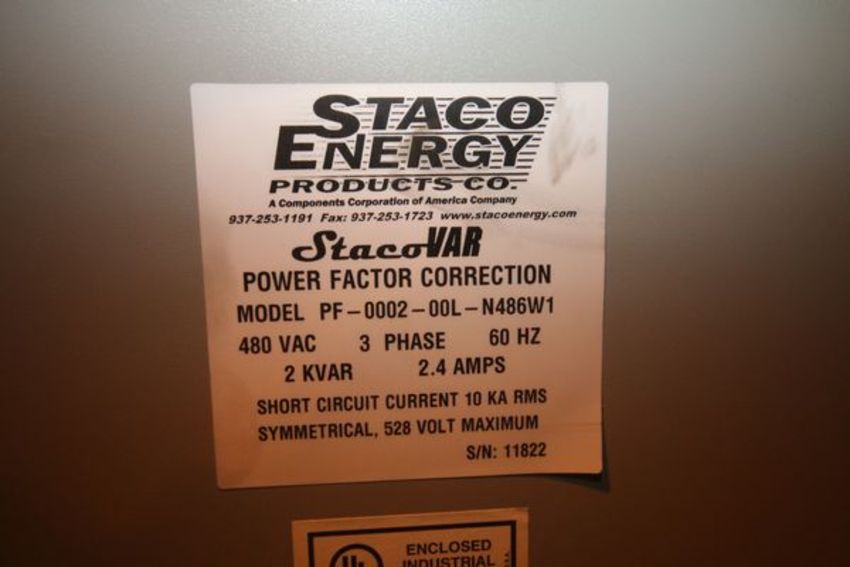 STACO
ENERGY
PRODUCTS CO.
A Components Corporation of America Company
937-253-1191 Fax: 937-253-1723 www.stacoenergy.com
StacoVAR
POWER FACTOR CORRECTION
MODEL PF-0002-00L-N486W1
480 VAC 3 PHASE 60 HZ
2 KVAR 2.4 AMPS
SHORT CIRCUIT CURRENT 10 KA RMS
SYMMETRICAL, 528 VOLT MAXIMUM
S/N: 11822
UL ENCLOSED
INDUSTRIAL